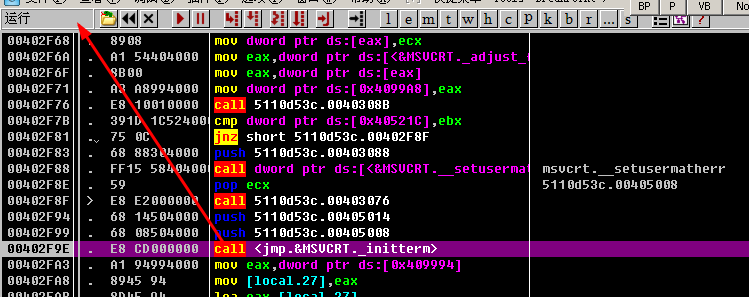 BP P VB
运行 l e m t w h c p k b z r ... s
00402F68 . 8908 mov dword ptr ds:[eax],ecx
00402F6A . A1 54404000 mov eax,dword ptr ds:[<&MSVCRT._adjust_
00402F6F . 8B00 mov eax,dword ptr ds:[eax]
00402F71 . A3 A8994000 mov dword ptr ds:[0x4099A8],eax
00402F76 . E8 10010000 call 5110d53c.0040308B
00402F7B . 391D 1C524000 cmp dword ptr ds:[0x40521C],ebx
00402F81 . 75 0C jnz short 5110d53c.00402F8F
00402F83 . 68 88304000 push 5110d53c.00403088
00402F88 . FF15 58404000 call dword ptr ds:[<&MSVCRT.__setusermat msvcrt.__setusermatherr
00402F8E . 59 pop ecx 5110d53c.00405008
00402F8F > E8 E2000000 call 5110d53c.00403076
00402F94 . 68 14504000 push 5110d53c.00405014
00402F99 . 68 08504000 push 5110d53c.00405008
00402F9E . E8 CD000000 call <jmp.&MSVCRT._initterm>
00402FA3 . A1 94994000 mov eax,dword ptr ds:[0x409994]
00402FA8 . 8945 94 mov [local.27],eax